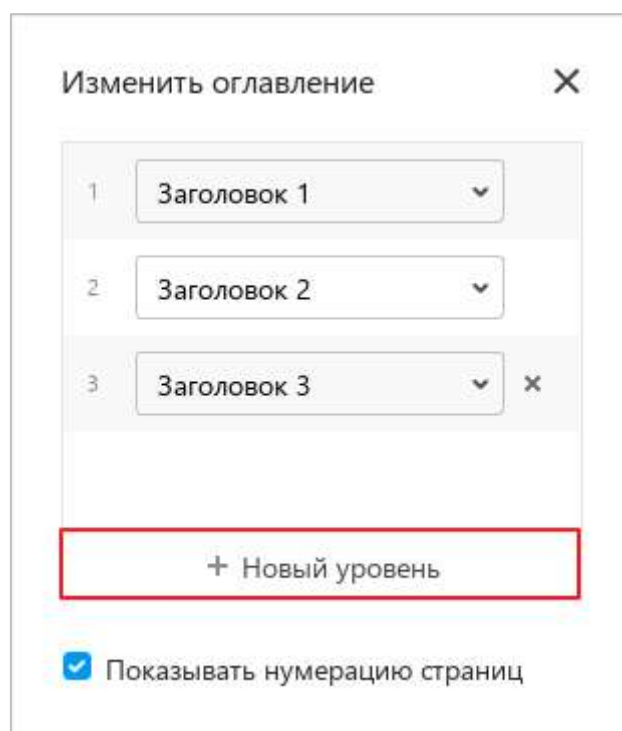 Изменить оглавление
1 Заголовок 1
2 Заголовок 2
3 Заголовок 3
+ Новый уровень
Показывать нумерацию страниц